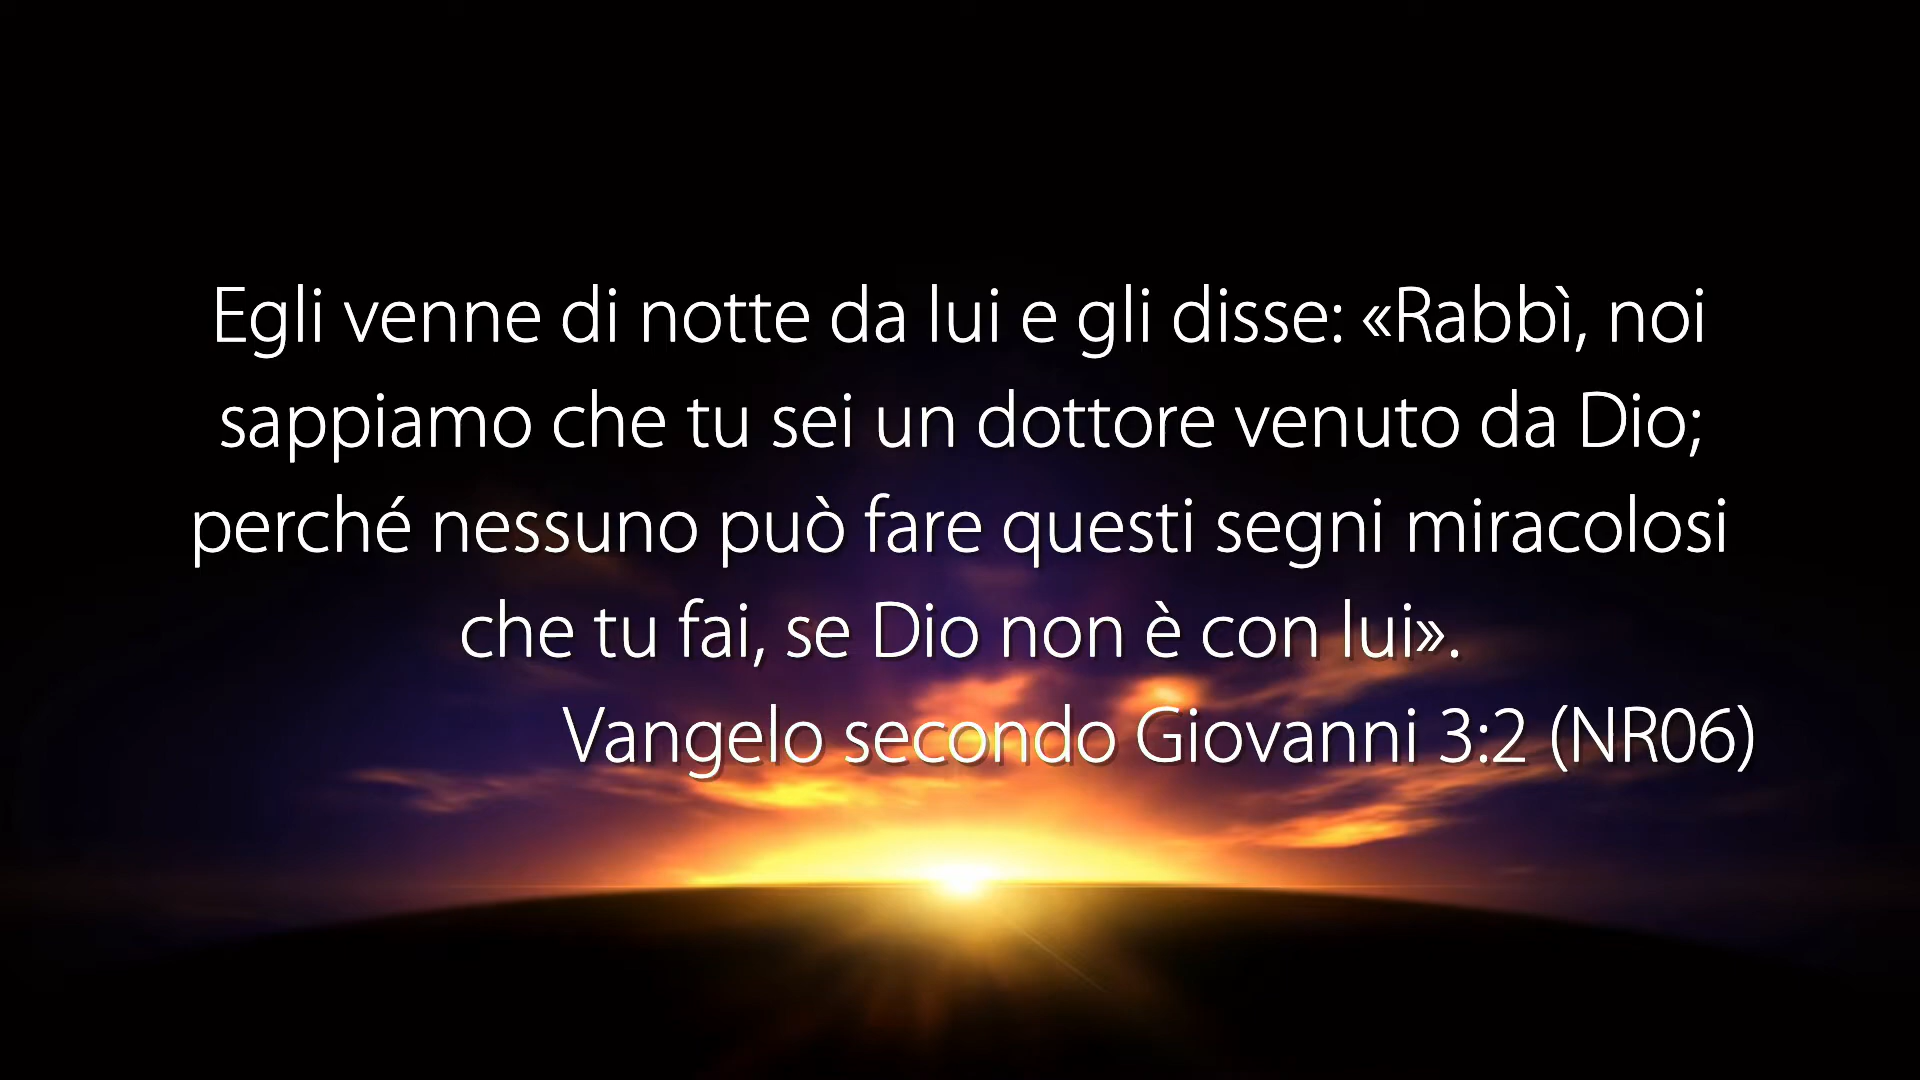 Egli venne di notte da lui e gli disse: «Rabbì, noi
sappiamo che tu sei un dottore venuto da Dio;
perché nessuno può fare questi segni miracolosi
che tu fai, se Dio non è con lui».
Vangelo secondo Giovanni 3:2 (NR06)